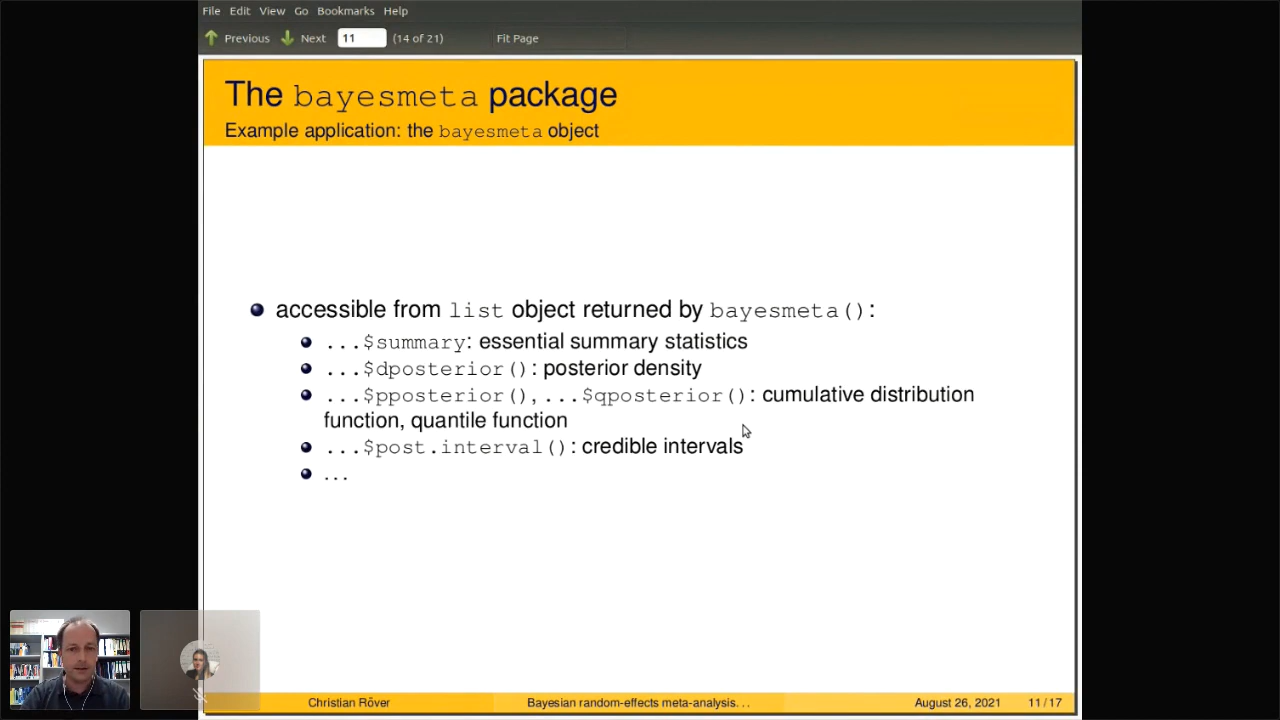 File Edit View Go Bookmarks Help
Previous Next 11 (14 of 21) Fit Page
The bayesmeta package
Example application: the bayesmeta object
accessible from list object returned by bayesmeta():
...$summary: essential summary statistics
...$dposterior(): posterior density
...$pposterior(),...$qposterior(): cumulative distribution
function, quantile function
...$post.interval(): credible intervals
...
Christian Röver Bayesian random-effects meta-analysis... August 26, 2021 11/17